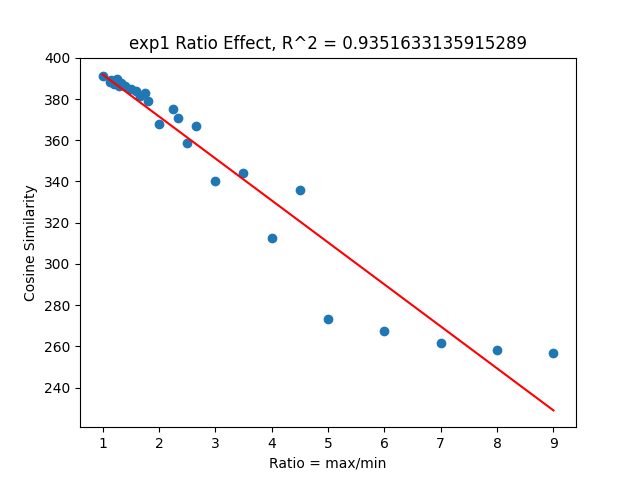 exp1 Ratio Effect, R^2 = 0.9351633135915289
400
380
360
340
320
300
280
260
240
Cosine Similarity
1 2 3 4 5 6 7 8 9
Ratio = max/min